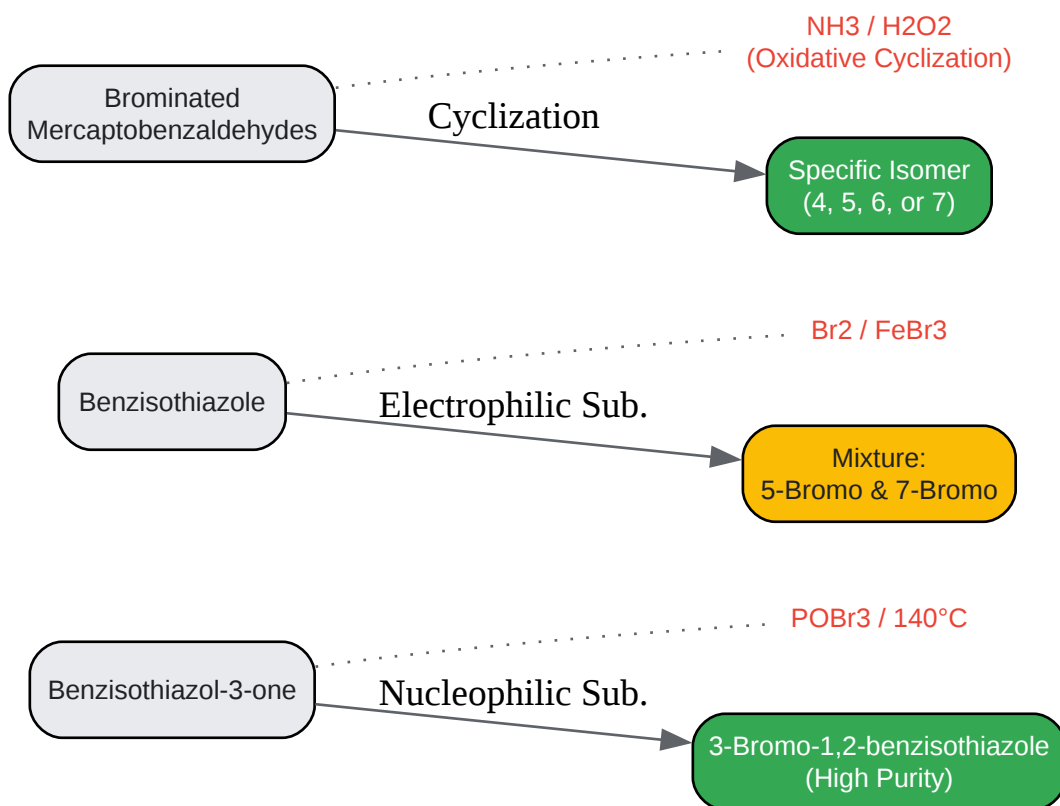 NH3 / H2O2
(Oxidative Cyclization)
Brominated
Mercaptobenzaldehydes
Cyclization
Specific Isomer
(4, 5, 6, or 7)
Br2 / FeBr3
Benzisothiazole
Electrophilic Sub.
Mixture:
5-Bromo & 7-Bromo
POBr3 / 140°C
Benzisothiazol-3-one
Nucleophilic Sub.
3-Bromo-1,2-benzisothiazole
(High Purity)